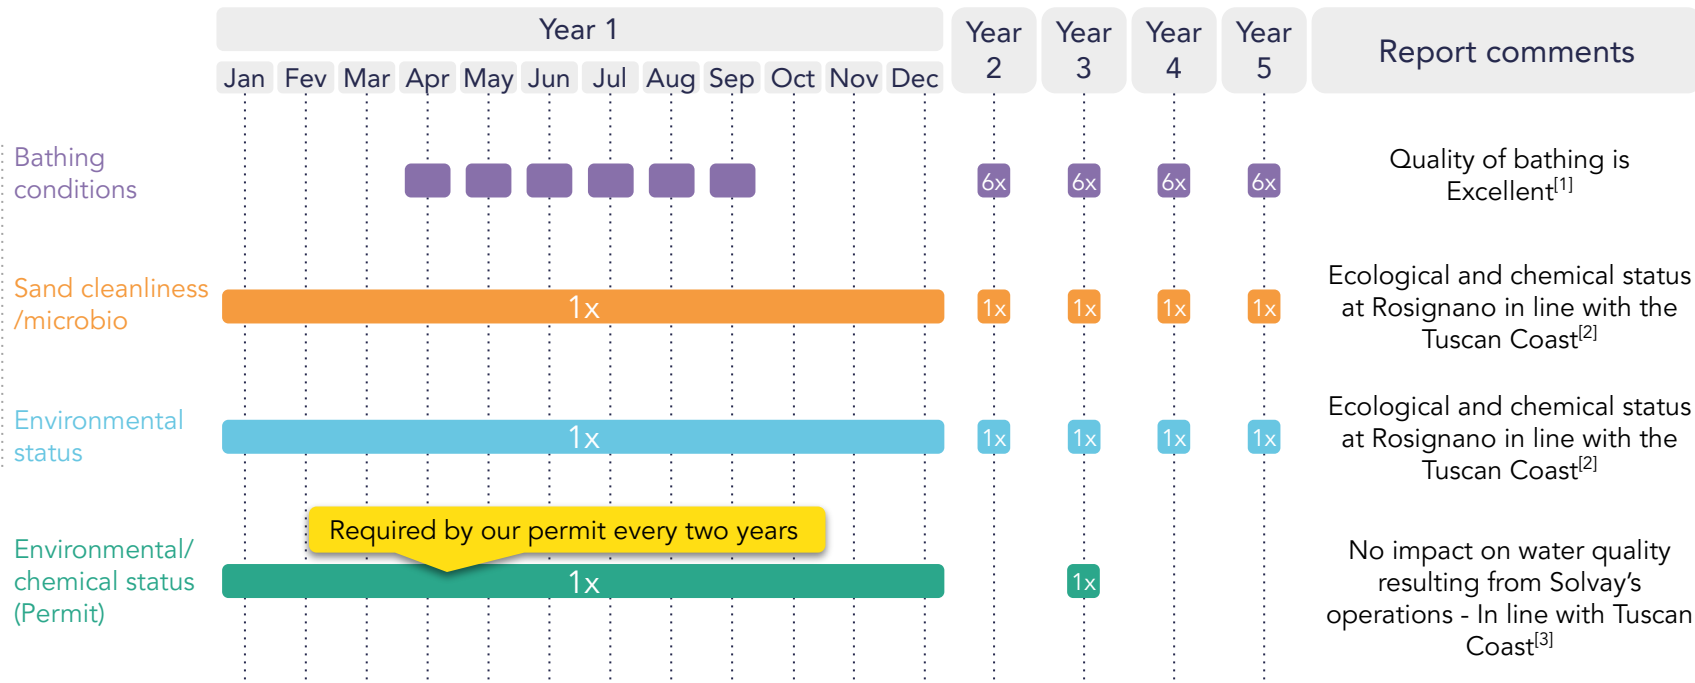 Year 1
Year 2
Year 3
Year 4
Year 5
Report comments
Jan Fev Mar Apr May Jun Jul Aug Sep Oct Nov Dec
Bathing
conditions
6x 6x 6x 6x
Quality of bathing is
Excellent[1]
Sand cleanliness
/microbio
1x
1x 1x 1x 1x
Ecological and chemical status
at Rosignano in line with the
Tuscan Coast[2]
Environmental
status
1x
1x 1x 1x 1x
Ecological and chemical status
at Rosignano in line with the
Tuscan Coast[2]
Required by our permit every two years
Environmental/
chemical status
(Permit)
1x
1x
No impact on water quality
resulting from Solvay’s
operations - In line with Tuscan
Coast[3]